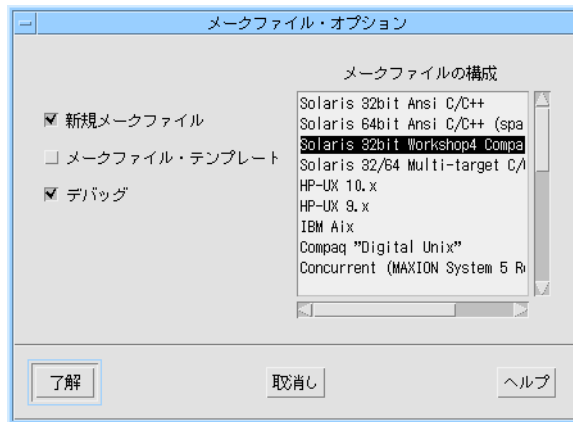 メークファイル・オプション
メークファイルの構成
新規メークファイル
メークファイル・テンプレート
デバッグ
Solaris 32bit Ansi C/C++
Solaris 64bit Ansi C/C++ (spa
Solaris 32bit Workshop4 Compa
Solaris 32/64 Multi-target C/
HP-UX 10.x
HP-UX 9.x
IBM Aix
Compaq "Digital Unix"
Concurrent (MAXION System 5 R
了解
取消し
ヘルプ